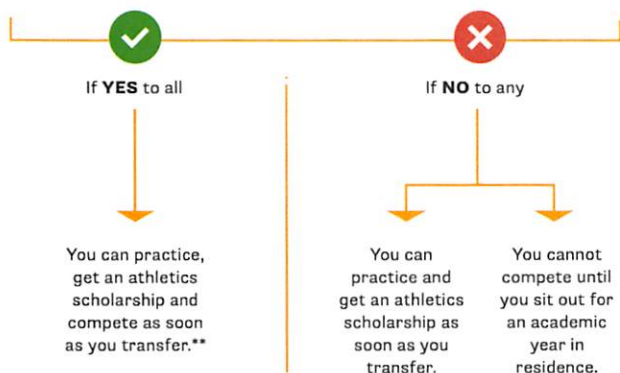 If YES to all
You can practice,
get an athletics
scholarship and
compete as soon
as you transfer.**
If NO to any
You can
practice and
get an athletics
scholarship as
soon as you
transfer.
You cannot
compete until
you sit out for
an academic
year in
residence.